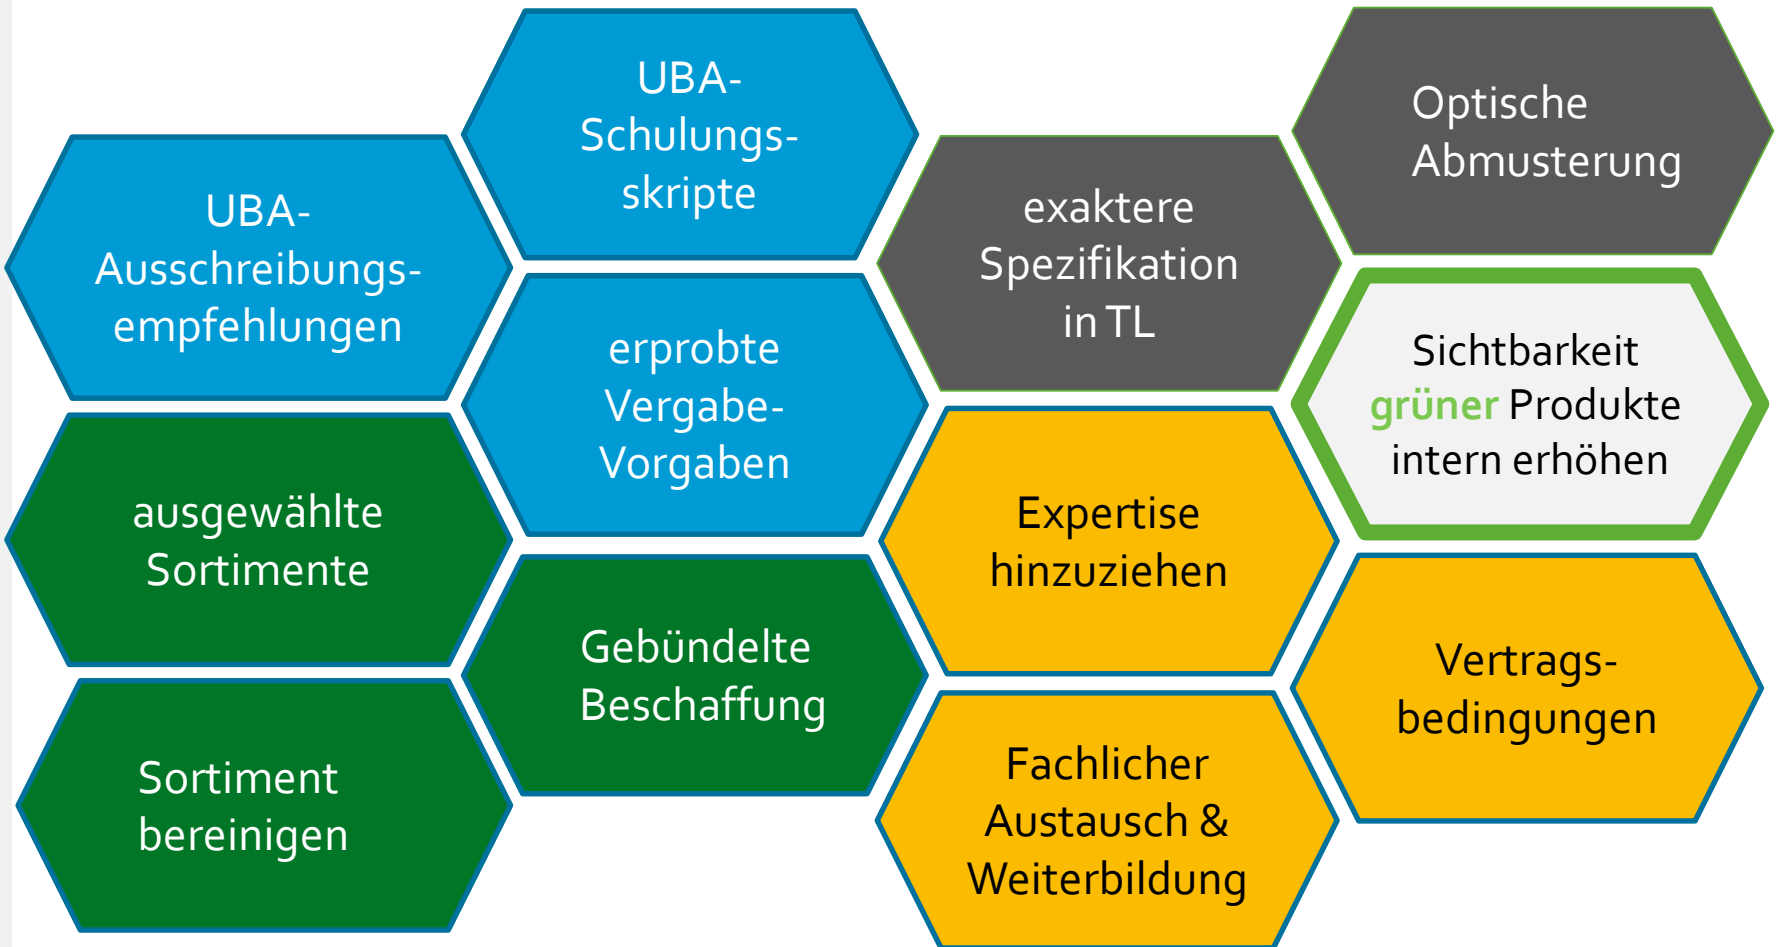 UBA-
Ausschreibungs-
empfehlungen
UBA-
Schulungs-
skripte
erprobte
Vergabe-
Vorgaben
ausgewählte
Sortimente
Gebündelte
Beschaffung
Sortiment
bereinigen
exaktere
Spezifikation
in TL
Optische
Abmusterung
Sichtbarkeit
grüner Produkte
intern erhöhen
Expertise
hinzuziehen
Vertrags-
bedingungen
Fachlicher
Austausch &
Weiterbildung